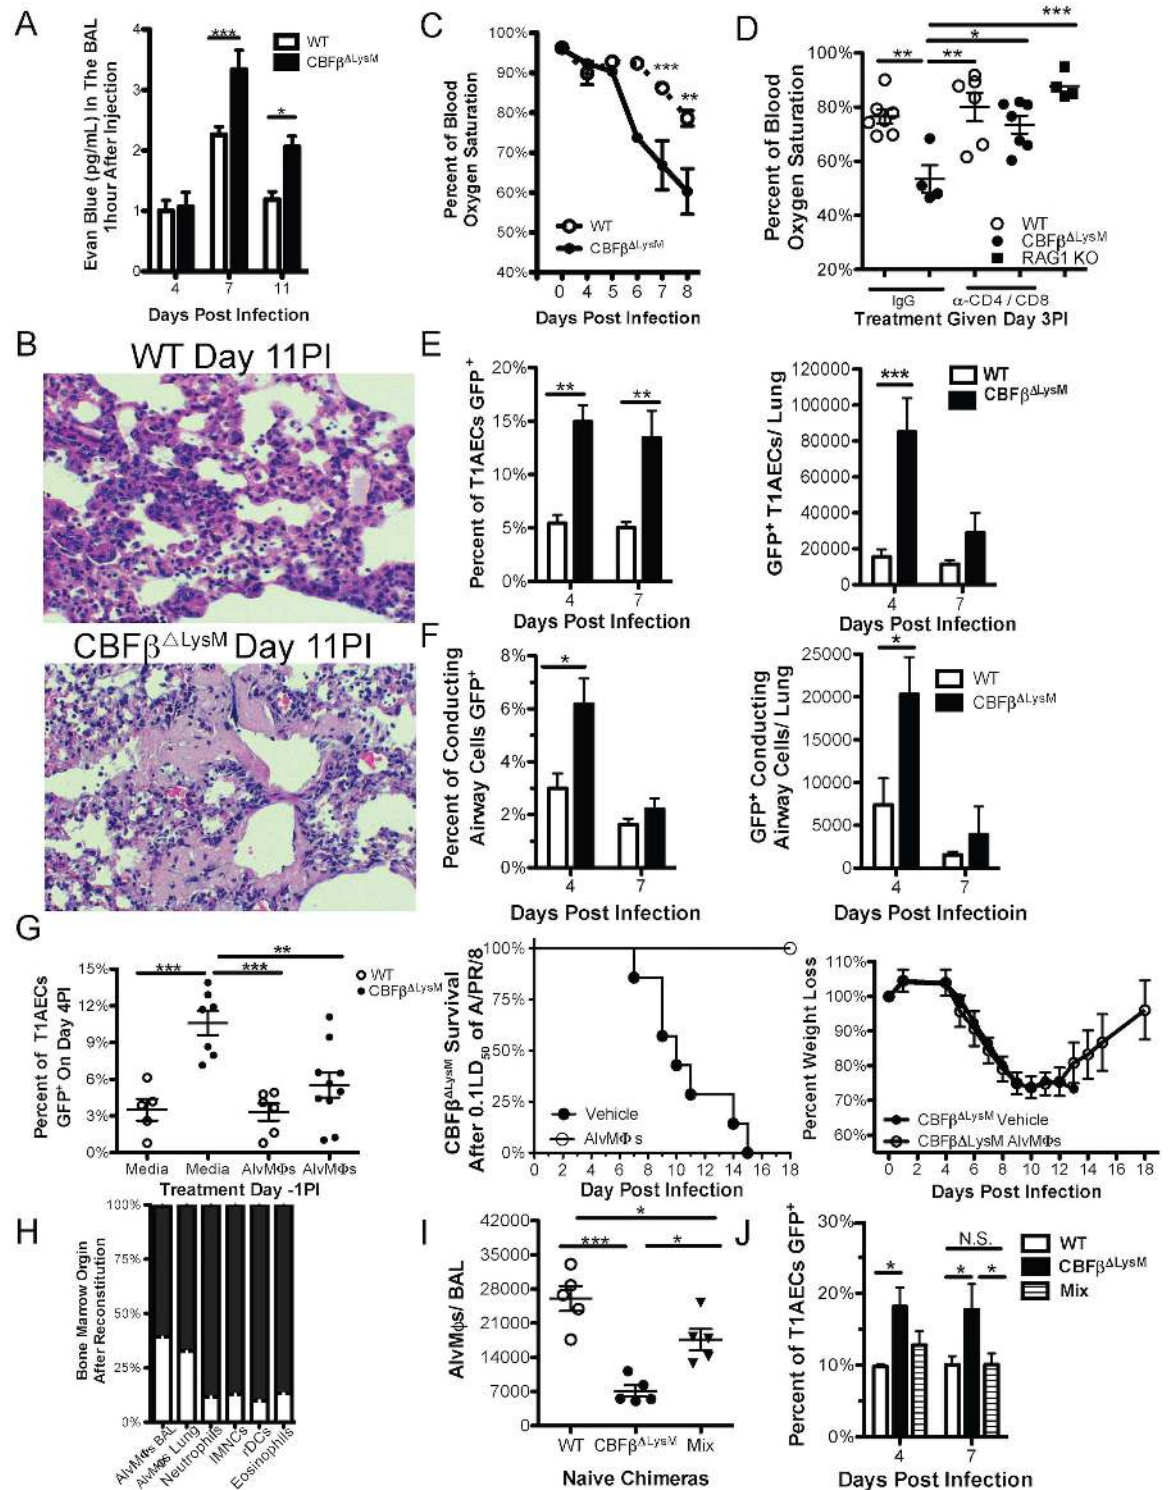 A
Evan Blue (pg/mL) In The BAL
1hour After Injection
4
3
2
1
0
***
*
WT
CBFβΔLysM
4 7 11
Days Post Infection
C
Percent of Blood
Oxygen Saturation
100%
90%
80%
70%
60%
50%
40%
***
**
WT
CBFβΔLysM
0 4 5 6 7 8
Days Post Infection
D
Percent of Blood
Oxygen Saturation
100%
80%
60%
40%
20%
***
*
** **
WT
CBFβΔLysM
RAG1 KO
IgG α-CD4 / CD8
Treatment Given Day 3PI
B
WT Day 11PI
CBFβ△LysM Day 11PI
E
Percent of T1AECs GFP+
20%
15%
10%
5%
0%
** **
4 7
Days Post Infection
GFP+ T1AECs/ Lung
120000
100000
80000
60000
40000
20000
0
***
WT
CBFβΔLysM
4 7
Days Post Infection
F
Percent of Conducting
Airway Cells GFP+
8%
6%
4%
2%
0%
*
4 7
Days Post Infection
GFP+ Conducting
Airway Cells/ Lung
25000
20000
15000
10000
5000
0
*
WT
CBFβΔLysM
4 7
Days Post Infectioin
G
Percent of T1AECs
GFP+ On Day 4PI
15%
12%
9%
6%
3%
0%
**
*** ***
WT
CBFβΔLysM
Media Media AlvMΦs AlvMΦs
Treatment Day -1PI
CBFβΔLysM Survival
After 0.1LD50 of A/PR/8
100%
75%
50%
25%
0%
Vehicle
AlvMΦs
0 2 4 6 8 10 12 14 16 18
Day Post Infection
Percent Weight Loss
100%
90%
80%
70%
60%
CBFβΔLysM Vehicle
CBFβΔLysM AlvMΦs
0 2 4 6 8 10 12 14 16 18
Days Post Infection
H
Bone Marrow Orgin
After Reconstitution
100%
75%
50%
25%
0%
AlvMΦs BAL
AlvMΦs Lung
Neutrophils
IMNCs
rDCs
Eosinophils
I
AlvMφs/ BAL
42000
35000
28000
21000
14000
7000
0
*
*** *
WT CBFβΔLysM Mix
Naive Chimeras
J
Percent of T1AECs GFP+
30%
20%
10%
0%
N.S.
* * *
WT
CBFβΔLysM
Mix
4 7
Days Post Infection